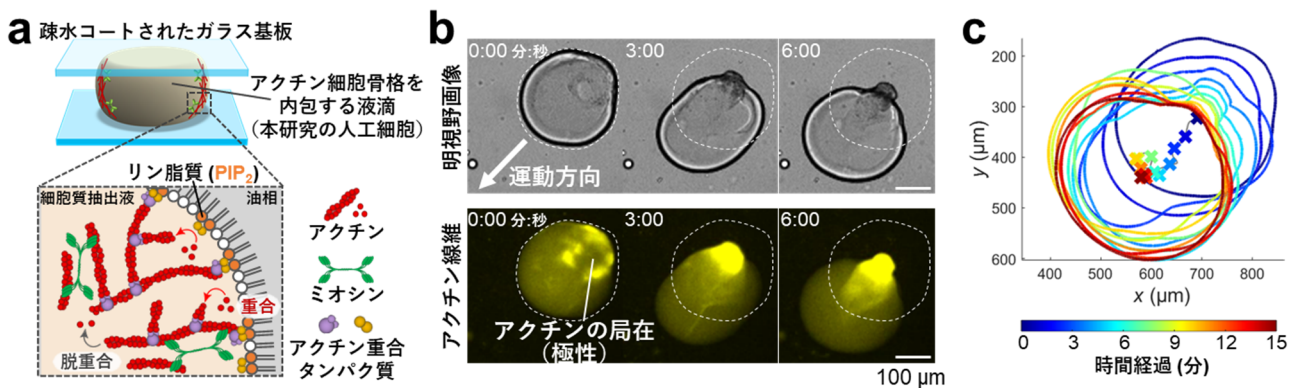 a
疎水コートされたガラス基板
アクチン細胞骨格を
内包する液滴
（本研究の人工細胞）
リン脂質 (PIP2)
細胞質抽出液
油相
重合
脱重合
アクチン
ミオシン
アクチン重合
タンパク質
b
明視野画像
0:00 分:秒
3:00
6:00
運動方向
アクチン線維
0:00 分:秒
3:00
6:00
アクチンの局在
（極性）
100 μm
c
200
300
400
500
600
y (μm)
400
500
600
700
800
x (μm)
0
3
6
9
12
15
時間経過 (分)